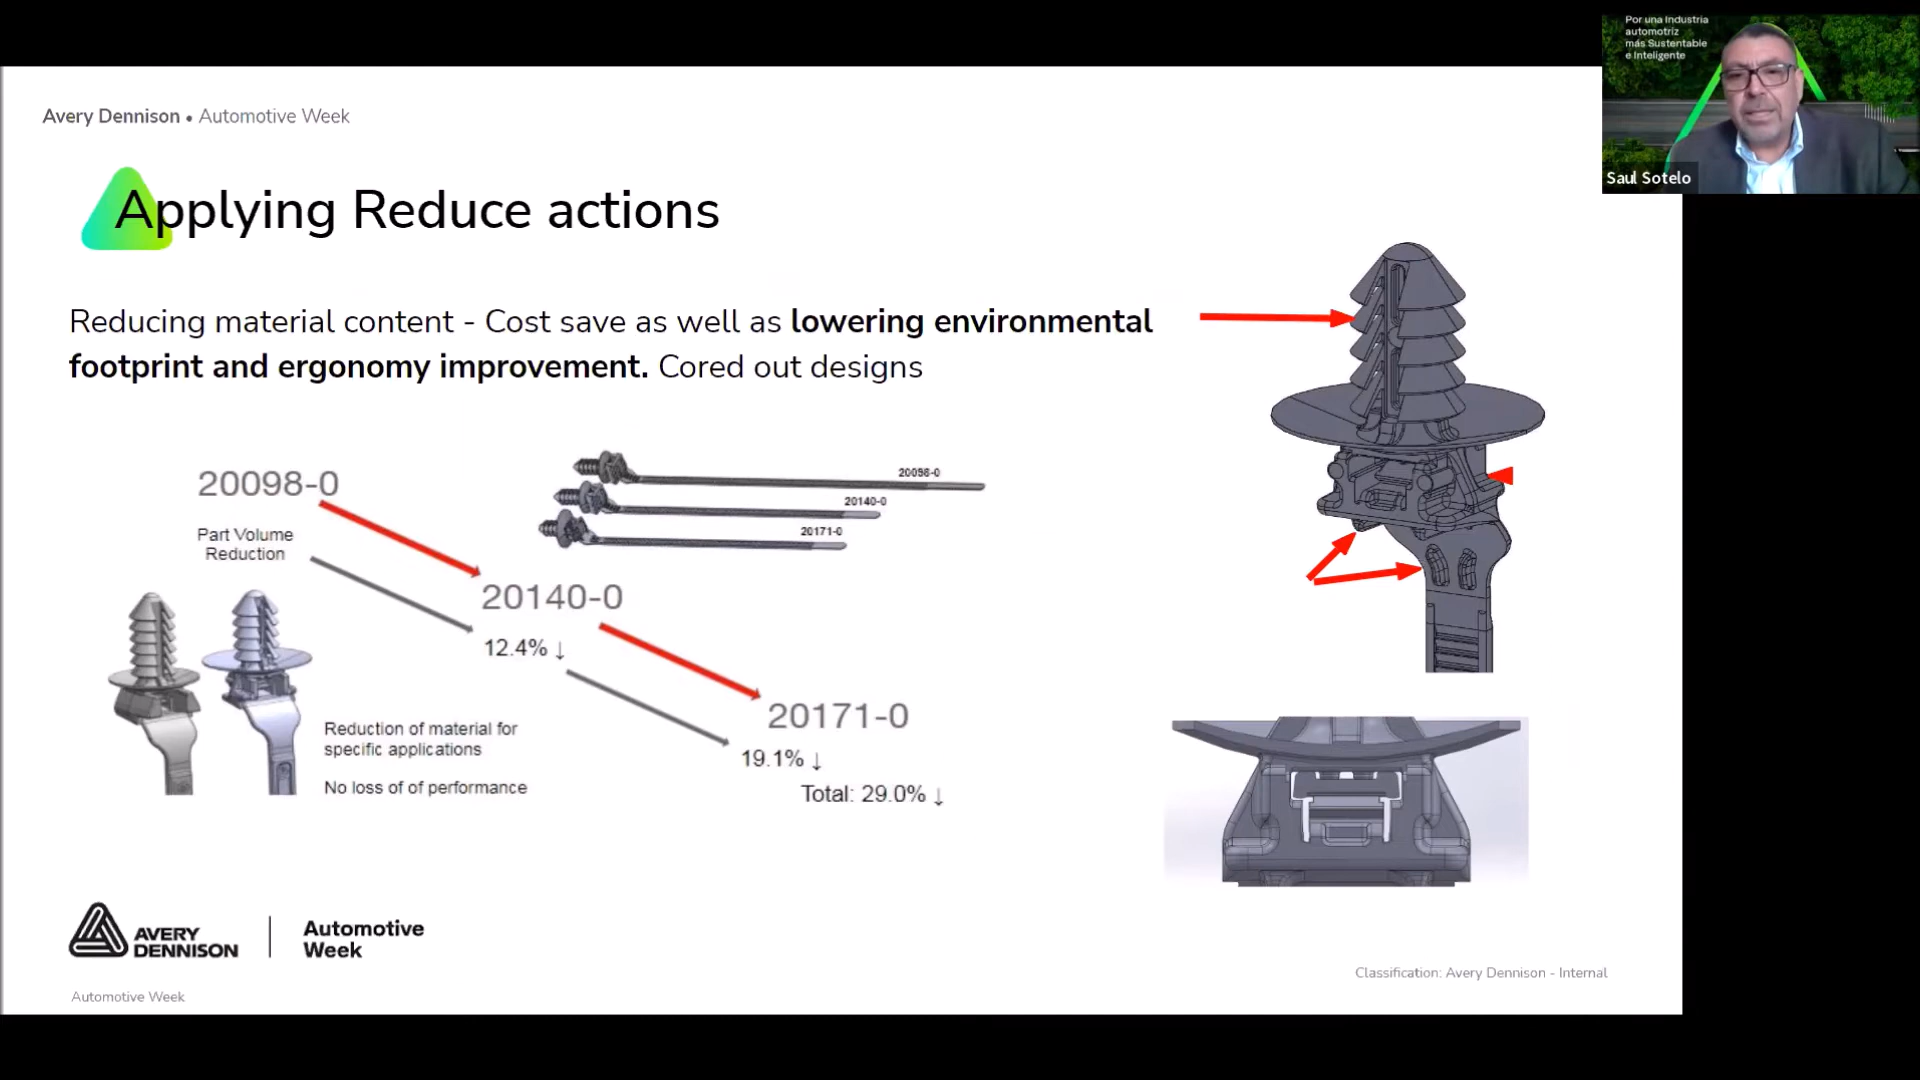 Por una Industria
automotriz
más Sustentable
e Inteligente
Saul Sotelo
Avery Dennison • Automotive Week
Applying Reduce actions
Reducing material content - Cost save as well as lowering environmental
footprint and ergonomy improvement. Cored out designs
20098-0
Part Volume
Reduction
20098-0
20140-0
20171-0
20140-0
12.4% ↓
20171-0
19.1% ↓
Total: 29.0% ↓
Reduction of material for
specific applications
No loss of of performance
AVERY
DENNISON
Automotive
Week
Classification: Avery Dennison - Internal
Automotive Week